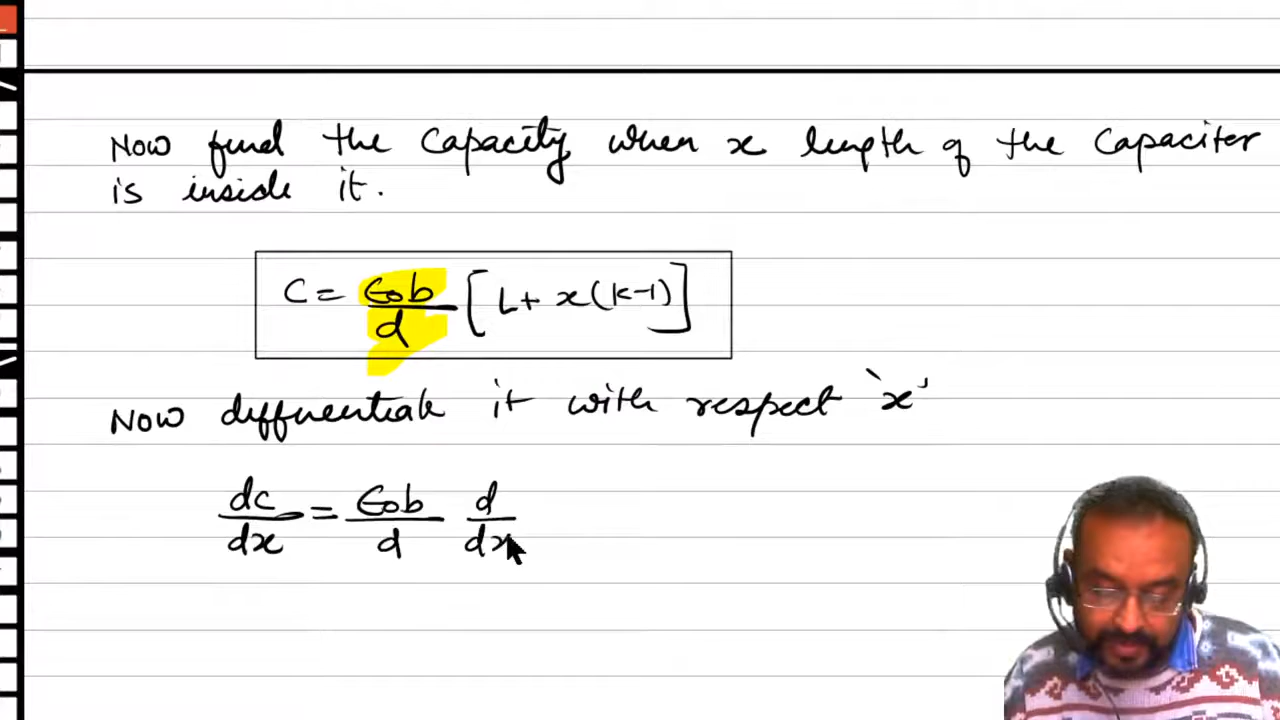 Now find the capacity when x length of the capacitor
is inside it.
C = ϵ₀b/d [L + x(k-1)]
Now differentiate it with respect 'x'
dc/dx = ϵ₀b/d d/dx